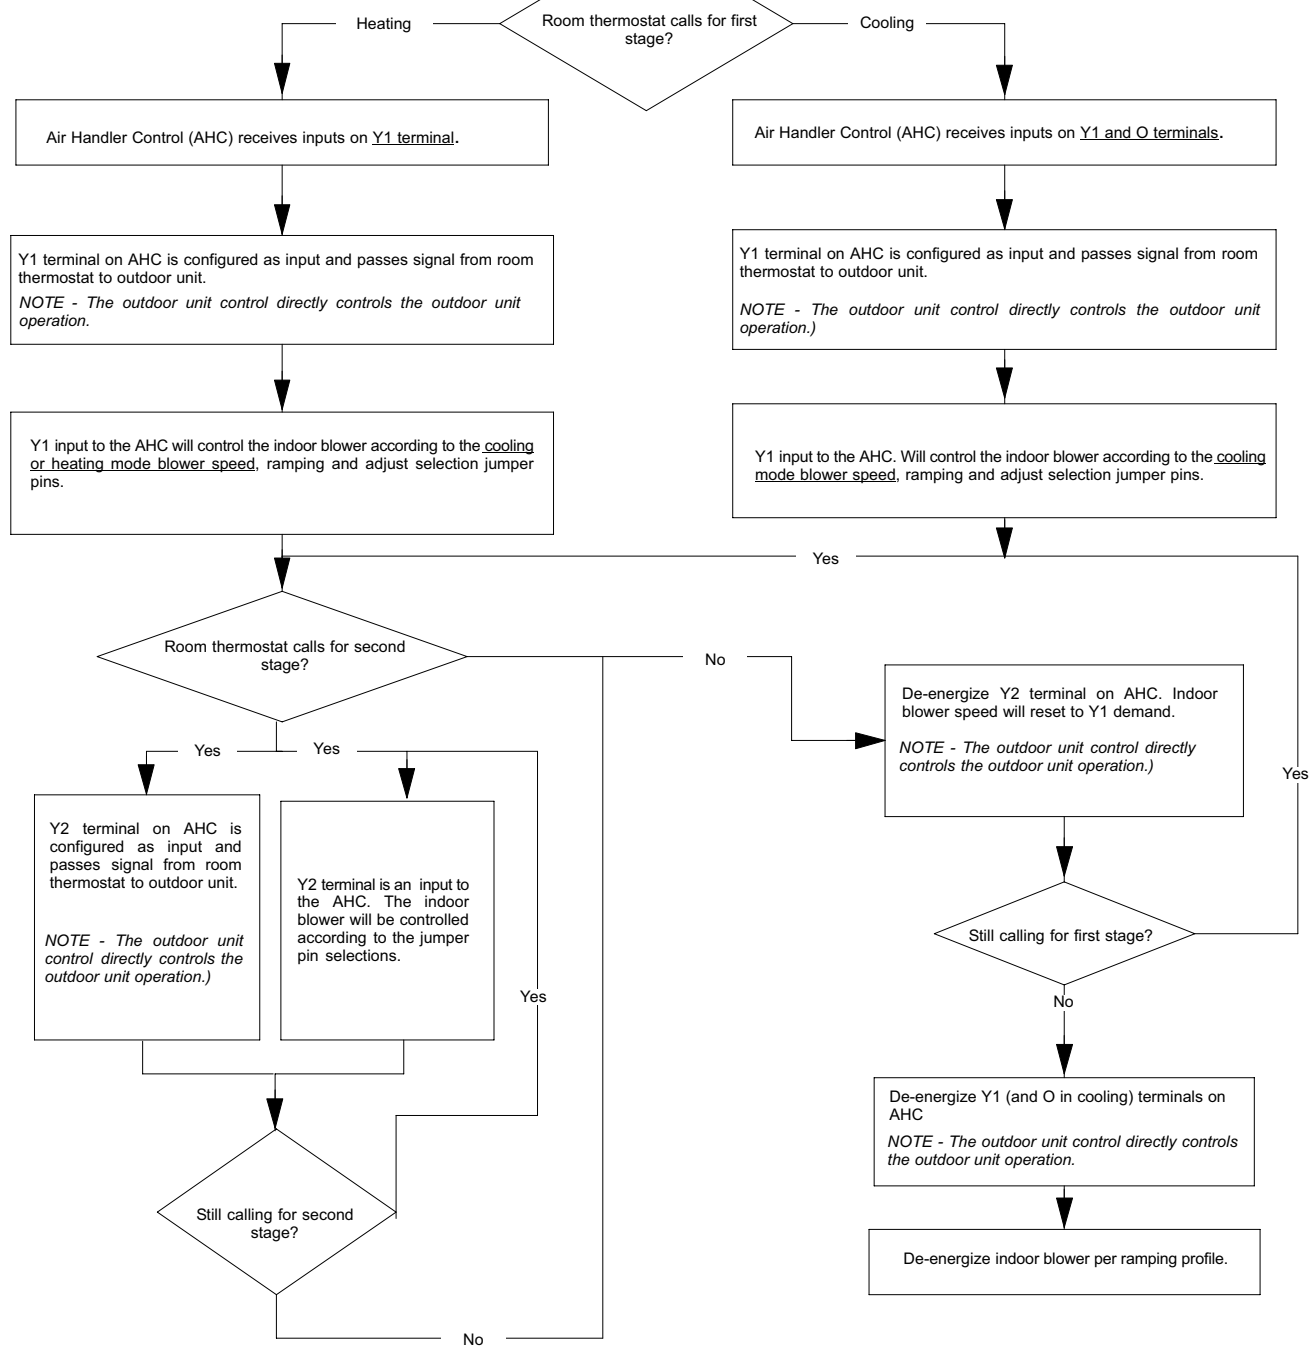 Heating
Room thermostat calls for first
stage?
Cooling
Air Handler Control (AHC) receives inputs on Y1 terminal.
Air Handler Control (AHC) receives inputs on Y1 and O terminals.
Y1 terminal on AHC is configured as input and passes signal from room
thermostat to outdoor unit.
NOTE - The outdoor unit control directly controls the outdoor unit
operation.
Y1 terminal on AHC is configured as input and passes signal from room
thermostat to outdoor unit.
NOTE - The outdoor unit control directly controls the outdoor unit
operation.)
Y1 input to the AHC will control the indoor blower according to the cooling
or heating mode blower speed, ramping and adjust selection jumper
pins.
Y1 input to the AHC. Will control the indoor blower according to the cooling
mode blower speed, ramping and adjust selection jumper pins.
Yes
Room thermostat calls for second
stage?
No
De-energize Y2 terminal on AHC. Indoor
blower speed will reset to Y1 demand.
NOTE - The outdoor unit control directly
controls the outdoor unit operation.)
Yes
Yes
Yes
Y2 terminal on AHC is
configured as input and
passes signal from room
thermostat to outdoor unit.
NOTE - The outdoor unit
control directly controls the
outdoor unit operation.)
Y2 terminal is an input to
the AHC. The indoor
blower will be controlled
according to the jumper
pin selections.
Yes
Still calling for first stage?
No
De-energize Y1 (and O in cooling) terminals on
AHC
NOTE - The outdoor unit control directly controls
the outdoor unit operation.
Still calling for second
stage?
De-energize indoor blower per ramping profile.
No